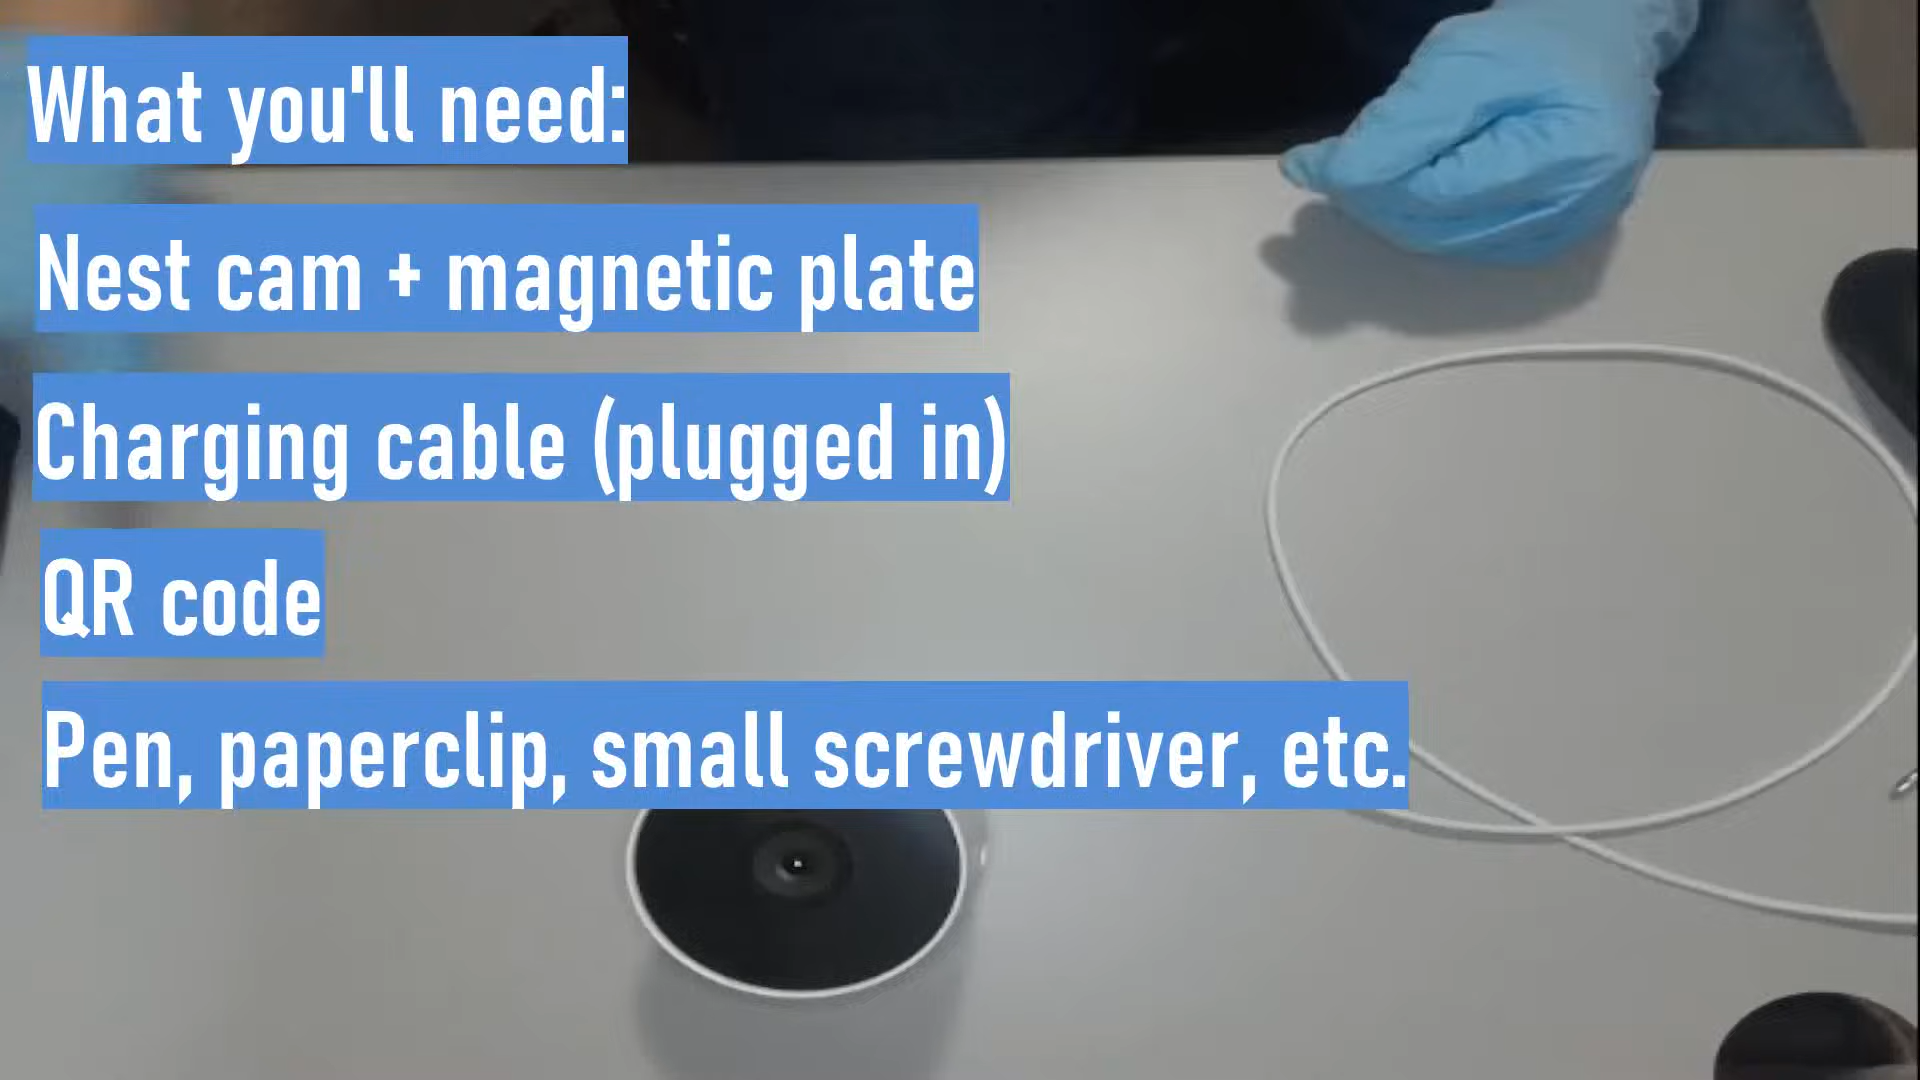 What you'll need:
Nest cam + magnetic plate
Charging cable (plugged in)
QR code
Pen, paperclip, small screwdriver, etc.